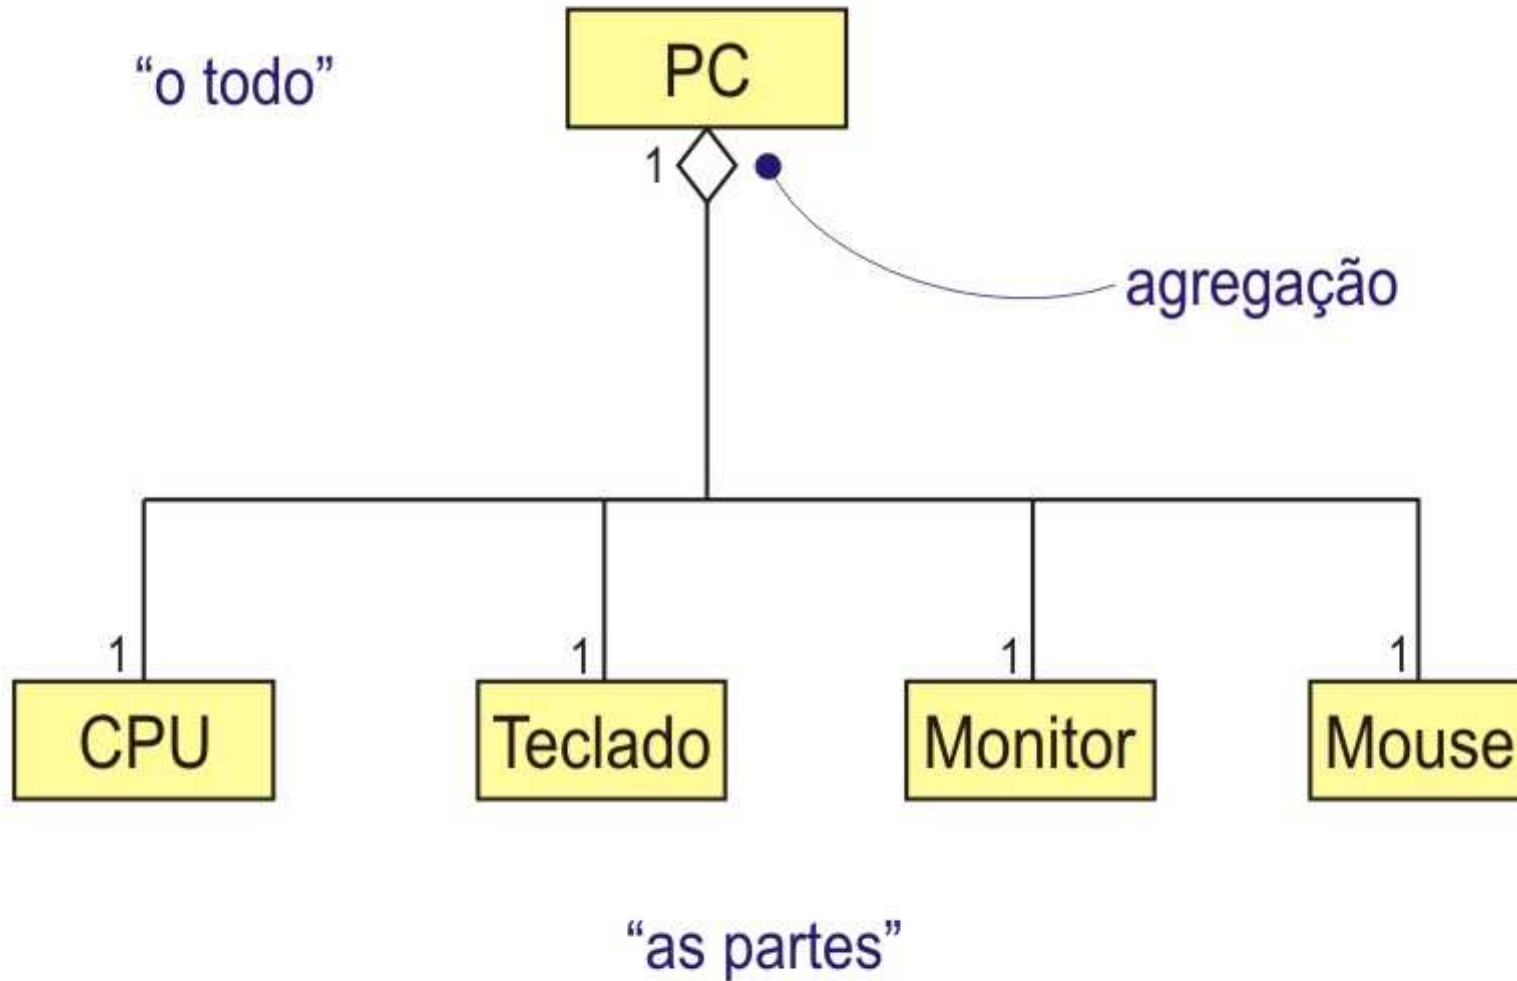 PC
“o todo”
1
agregação
1
1
1
1
CPU
Teclado
Monitor
Mouse
“as partes”